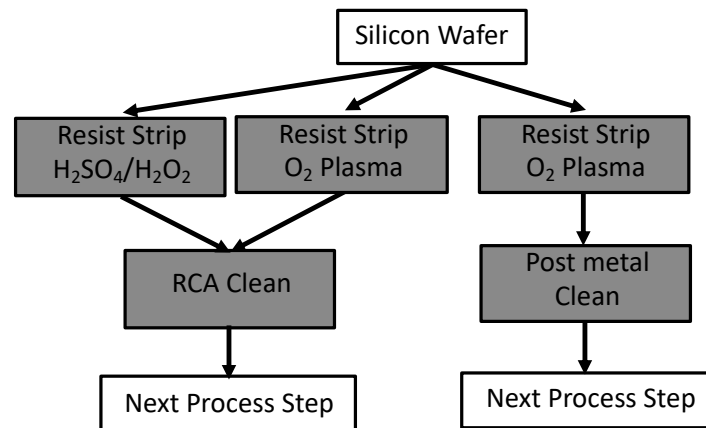 Silicon Wafer
Resist Strip
H₂SO₄/H₂O₂
Resist Strip
O₂ Plasma
Resist Strip
O₂ Plasma
RCA Clean
Post metal
Clean
Next Process Step
Next Process Step